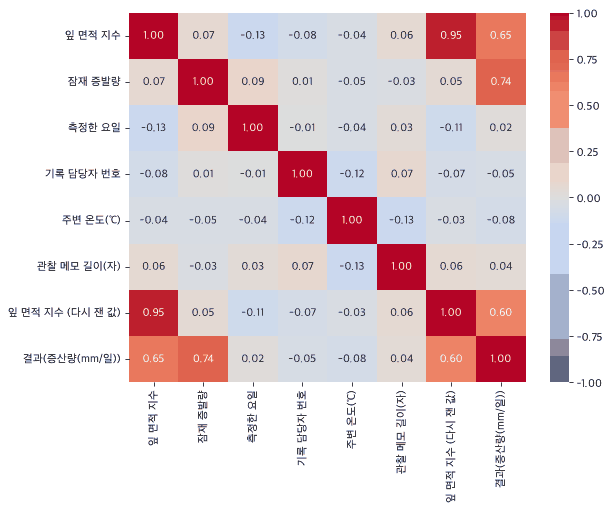 잎 면적 지수 1.00 0.07 -0.13 -0.08 -0.04 0.06 0.95 0.65
잠재 증발량 0.07 1.00 0.09 0.01 -0.05 -0.03 0.05 0.74
측정한 요일 -0.13 0.09 1.00 -0.01 -0.04 0.03 -0.11 0.02
기록 담당자 번호 -0.08 0.01 -0.01 1.00 -0.12 0.07 -0.07 -0.05
주변 온도(℃) -0.04 -0.05 -0.04 -0.12 1.00 -0.13 -0.03 -0.08
관찰 메모 길이(자) 0.06 -0.03 0.03 0.07 -0.13 1.00 0.06 0.04
잎 면적 지수 (다시 잰 값) 0.95 0.05 -0.11 -0.07 -0.03 0.06 1.00 0.60
결과(증산량(mm/일)) 0.65 0.74 0.02 -0.05 -0.08 0.04 0.60 1.00
잎 면적 지수
잠재 증발량
측정한 요일
기록 담당자 번호
주변 온도(℃)
관찰 메모 길이(자)
잎 면적 지수 (다시 잰 값)
결과(증산량(mm/일))
1.00
0.75
0.50
0.25
0.00
-0.25
-0.50
-0.75
-1.00